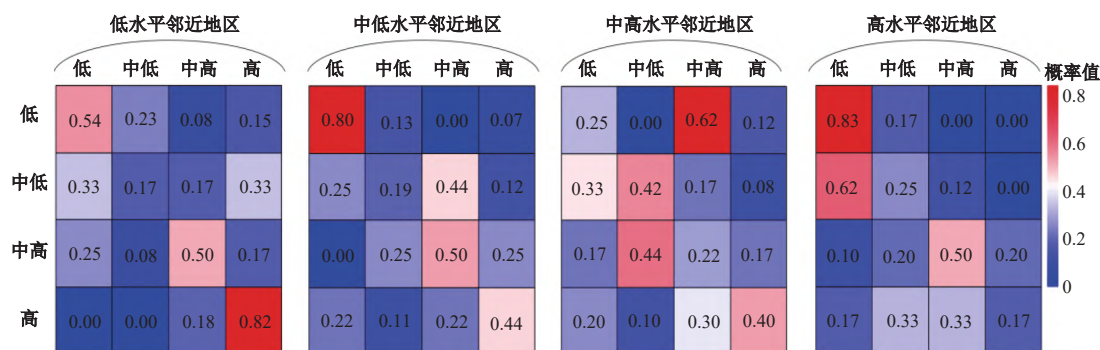 低水平邻近地区 中低水平邻近地区 中高水平邻近地区 高水平邻近地区
低 中低 中高 高 低 中低 中高 高 低 中低 中高 高 低 中低 中高 高 概率值
低 0.54 0.23 0.08 0.15 0.80 0.13 0.00 0.07 0.25 0.00 0.62 0.12 0.83 0.17 0.00 0.00 0.8
0.6
中低 0.33 0.17 0.17 0.33 0.25 0.19 0.44 0.12 0.33 0.42 0.17 0.08 0.62 0.25 0.12 0.00 0.4
中高 0.25 0.08 0.50 0.17 0.00 0.25 0.50 0.25 0.17 0.44 0.22 0.17 0.10 0.20 0.50 0.20 0.2
0
高 0.00 0.00 0.18 0.82 0.22 0.11 0.22 0.44 0.20 0.10 0.30 0.40 0.17 0.33 0.33 0.17